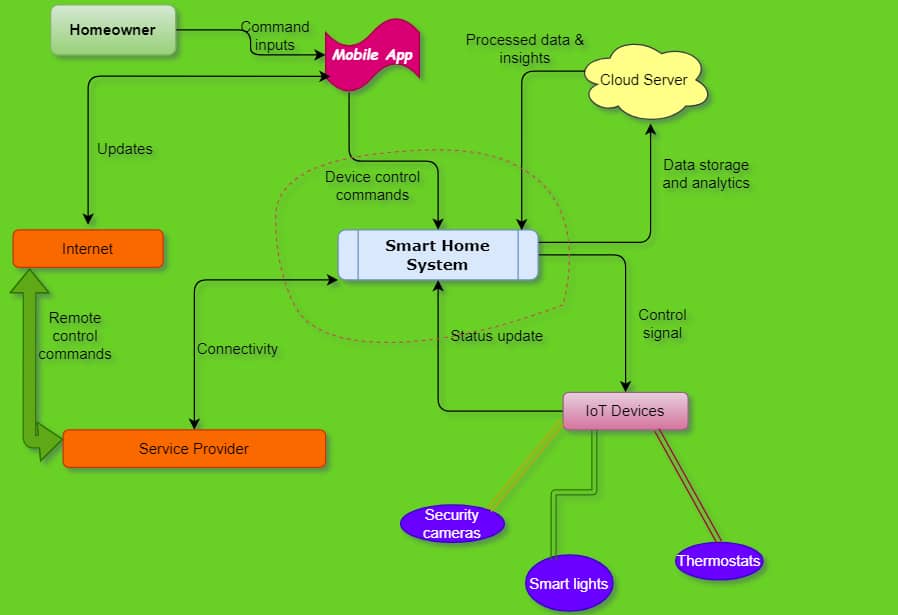 Homeowner
Command
inputs
Mobile App
Processed data &
insights
Cloud Server
Updates
Device control
commands
Data storage
and analytics
Internet
Smart Home
System
Remote
control
commands
Connectivity
Status update
Control
signal
IoT Devices
Service Provider
Security
cameras
Smart lights
Thermostats